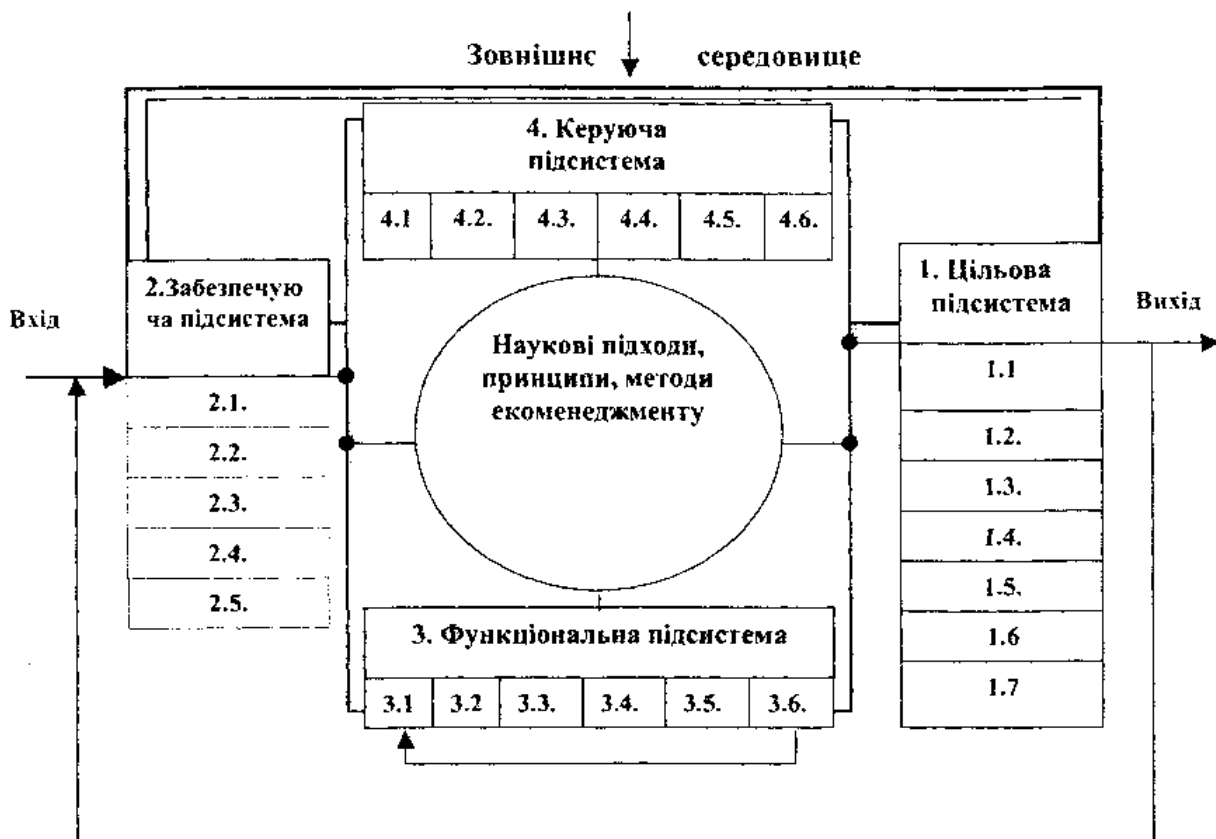 Зовнішнє середовище
4. Керуюча
підсистема
4.1 4.2. 4.3. 4.4. 4.5. 4.6.
2.Забезпечую
ча підсистема
1. Цільова
підсистема
Вхід
Вихід
Наукові підходи,
принципи, методи
екоменеджменту
2.1.
2.2.
2.3.
2.4.
2.5.
1.1
1.2.
1.3.
1.4.
1.5.
1.6
1.7
3. Функціональна підсистема
3.1 3.2 3.3. 3.4. 3.5. 3.6.